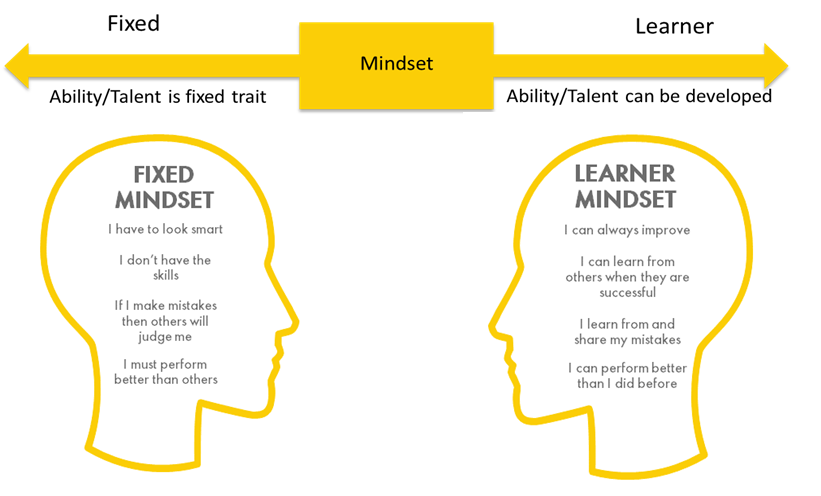 Fixed
Learner
Mindset
Ability/Talent is fixed trait
Ability/Talent can be developed
FIXED
MINDSET
I have to look smart
I don't have the
skills
If I make mistakes
then others will
judge me
I must perform
better than others
LEARNER
MINDSET
I can always improve
I can learn from
others when they are
successful
I learn from and
share my mistakes
I can perform better
than I did before